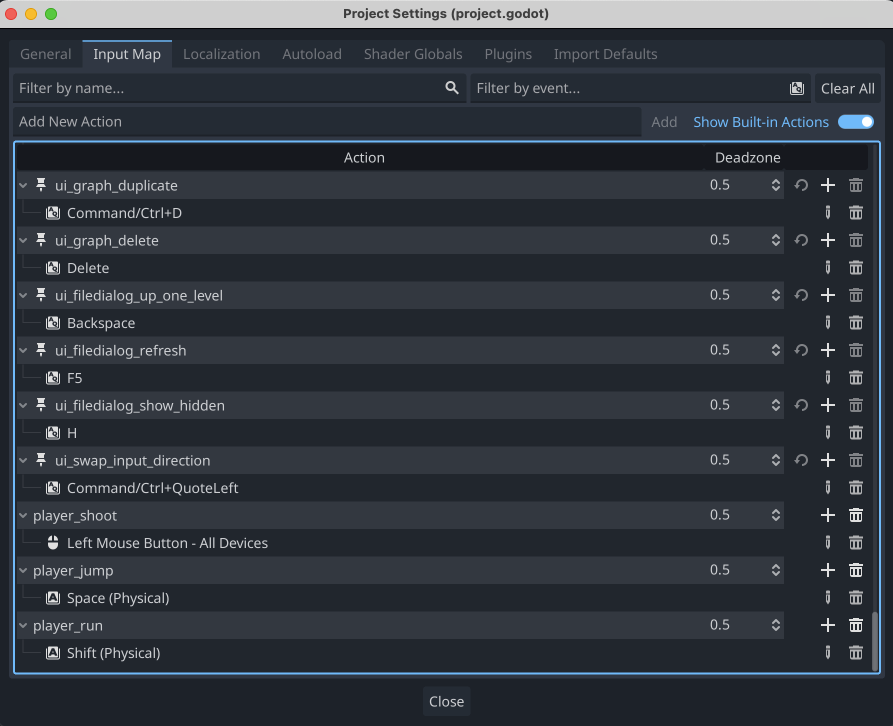 Project Settings (project.godot)
General Input Map Localization Autoload Shader Globals Plugins Import Defaults
Filter by name... Filter by event... Clear All
Add New Action Add Show Built-in Actions
Action Deadzone
ui_graph_duplicate 0.5
Command/Ctrl+D
ui_graph_delete 0.5
Delete
ui_filedialog_up_one_level 0.5
Backspace
ui_filedialog_refresh 0.5
F5
ui_filedialog_show_hidden 0.5
H
ui_swap_input_direction 0.5
Command/Ctrl+QuoteLeft
player_shoot 0.5
Left Mouse Button - All Devices
player_jump 0.5
Space (Physical)
player_run 0.5
Shift (Physical)
Close